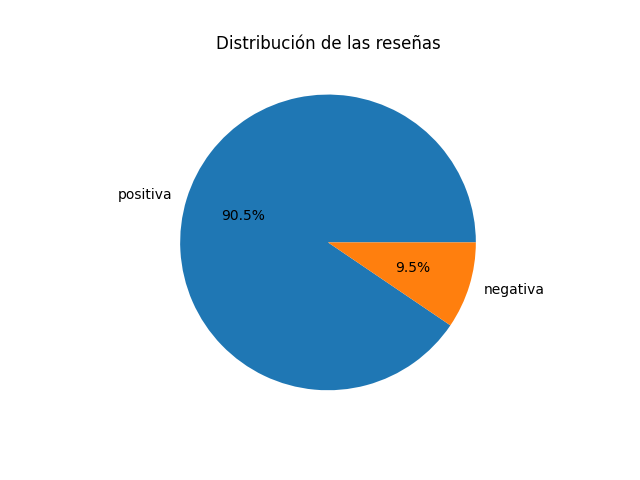 Distribución de las reseñas
positiva
90.5%
9.5%
negativa